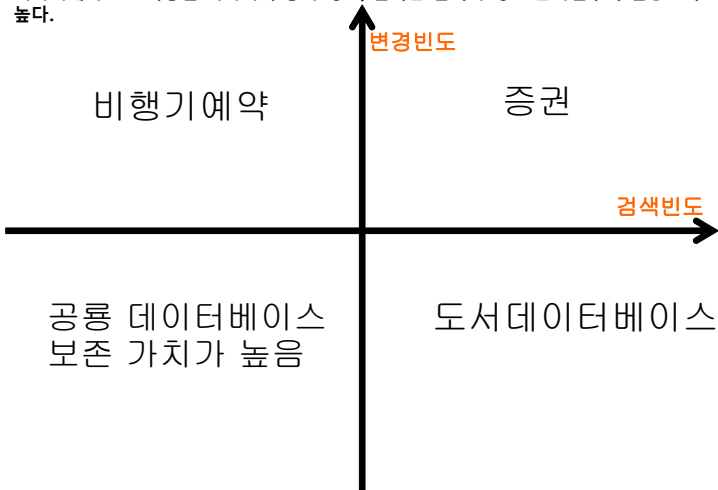 높다.
변경빈도
비행기예약
증권
검색빈도
공룡 데이터베이스
보존 가치가 높음
도서데이터베이스